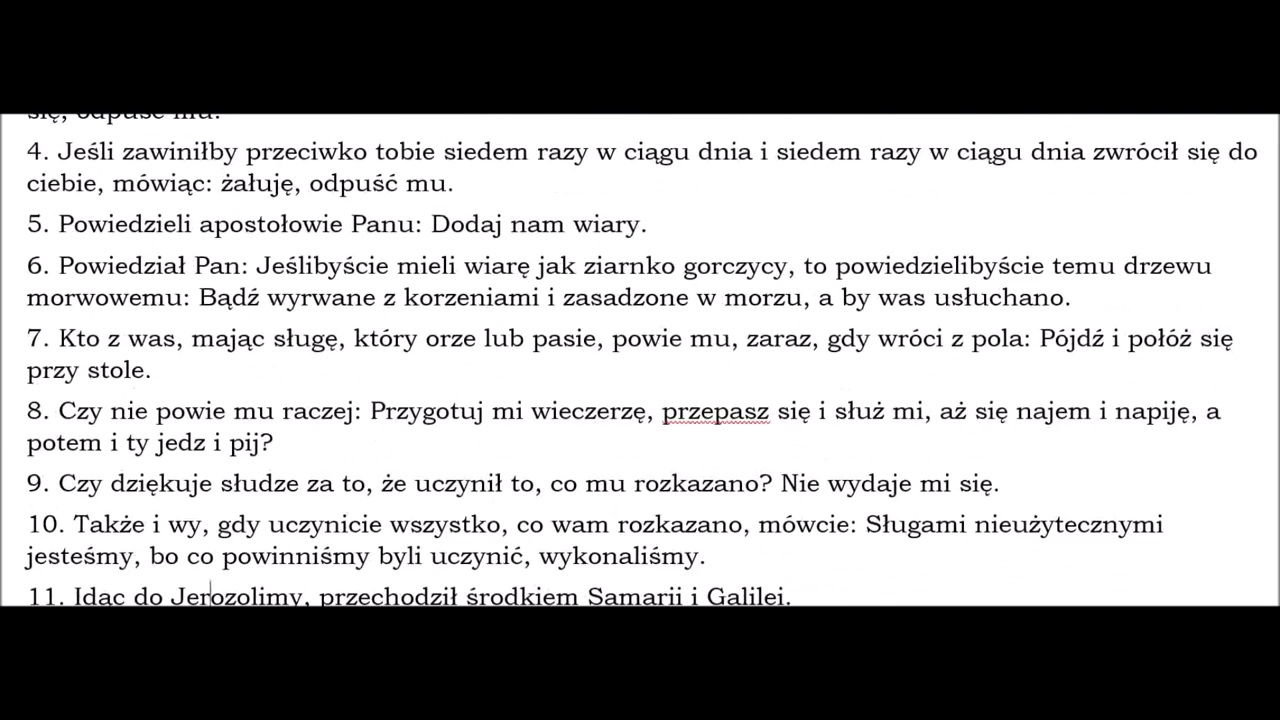 się, odpuść mu.
4. Jeśli zawiniłby przeciwko tobie siedem razy w ciągu dnia i siedem razy w ciągu dnia zwrócił się do
ciebie, mówiąc: żałuję, odpuść mu.
5. Powiedzieli apostołowie Panu: Dodaj nam wiary.
6. Powiedział Pan: Jeślibyście mieli wiarę jak ziarnko gorczycy, to powiedzielibyście temu drzewu
morwowemu: Bądź wyrwane z korzeniami i zasadzone w morzu, a by was usłuchano.
7. Kto z was, mając sługę, który orze lub pasie, powie mu, zaraz, gdy wróci z pola: Pójdź i połóż się
przy stole.
8. Czy nie powie mu raczej: Przygotuj mi wieczerzę, przepasz się i służ mi, aż się najem i napiję, a
potem i ty jedz i pij?
9. Czy dziękuje słudze za to, że uczynił to, co mu rozkazano? Nie wydaje mi się.
10. Także i wy, gdy uczynicie wszystko, co wam rozkazano, mówcie: Sługami nieużytecznymi
jesteśmy, bo co powinniśmy byli uczynić, wykonaliśmy.
11. Idąc do Jerozolimy, przechodził środkiem Samarii i Galilei.